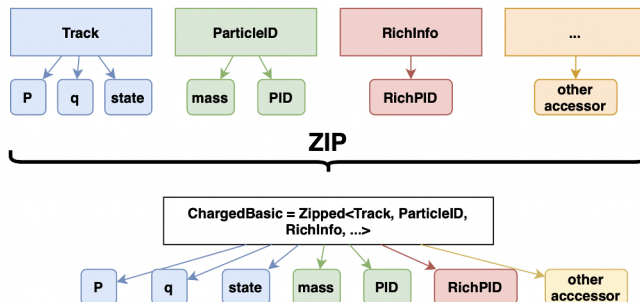 Track ParticleID RichInfo ...
P q state mass PID RichPID other
accessor
ZIP
ChargedBasic = Zipped<Track, ParticleID,
RichInfo, ...>
P q state mass PID RichPID other
acccessor